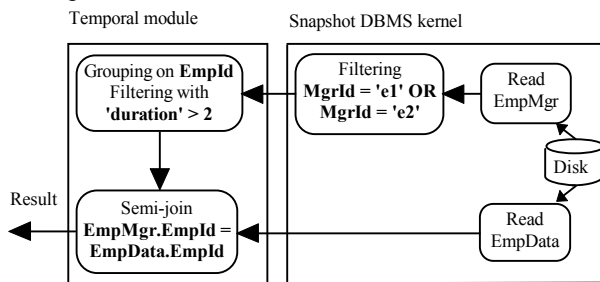 Temporal module
Snapshot DBMS kernel
Grouping on EmpId
Filtering with
'duration' > 2
Filtering
MgrId = 'e1' OR
MgrId = 'e2'
Read
EmpMgr
Disk
Result
Semi-join
EmpMgr.EmpId =
EmpData.EmpId
Read
EmpData